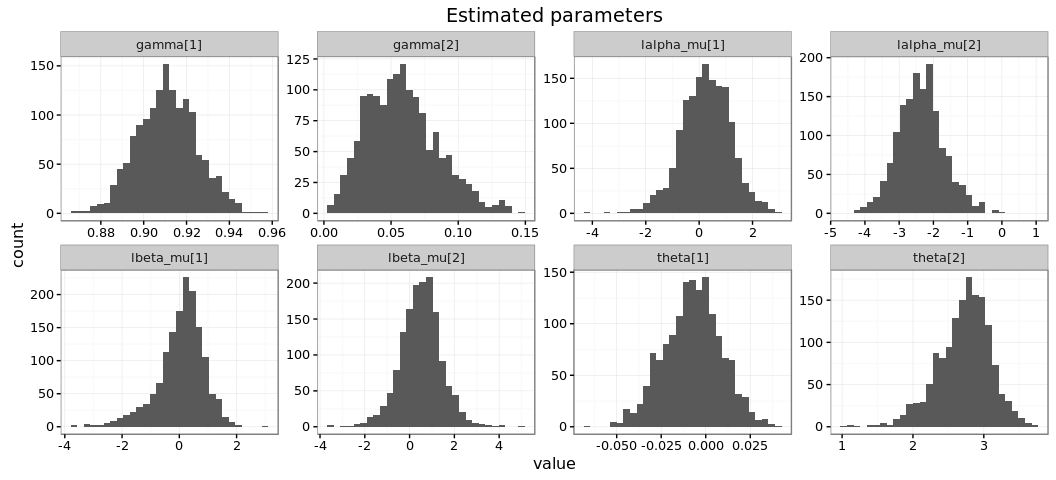 Estimated parameters
gamma[1] gamma[2] lalpha_mu[1] lalpha_mu[2]
150 100 50 0
125 100 75 50 25 0
150 100 50 0
200 150 100 50 0
0.88 0.90 0.92 0.94 0.96
0.00 0.05 0.10 0.15
-4 -2 0 2
-5 -4 -3 -2 -1 0 1
count
lbeta_mu[1] lbeta_mu[2] theta[1] theta[2]
200 150 100 50 0
200 150 100 50 0
150 100 50 0
150 100 50 0
-4 -2 0 2
-4 -2 0 2 4
-0.050 -0.025 0.000 0.025
1 2 3
value